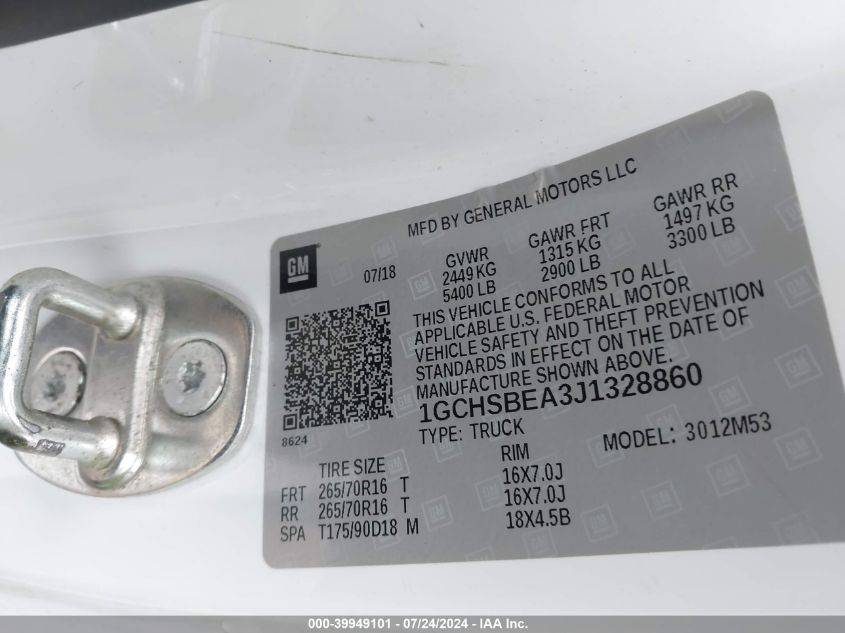 MFD BY GENERAL MOTORS LLC
GM
07/18
GVWR GAWR FRT GAWR RR
2449 KG 1315 KG 1497 KG
5400 LB 2900 LB 3300 LB
THIS VEHICLE CONFORMS TO ALL
APPLICABLE U.S. FEDERAL MOTOR
VEHICLE SAFETY AND THEFT PREVENTION
STANDARDS IN EFFECT ON THE DATE OF
MANUFACTURE SHOWN ABOVE.
1GCHSBEA3J1328860
8624
TYPE: TRUCK MODEL: 3012M53
TIRE SIZE RIM
FRT 265/70R16 T 16X7.0J
RR 265/70R16 T 16X7.0J
SPA T175/90D18 M 18X4.5B
000-39949101 - 07/24/2024 - IAA Inc.